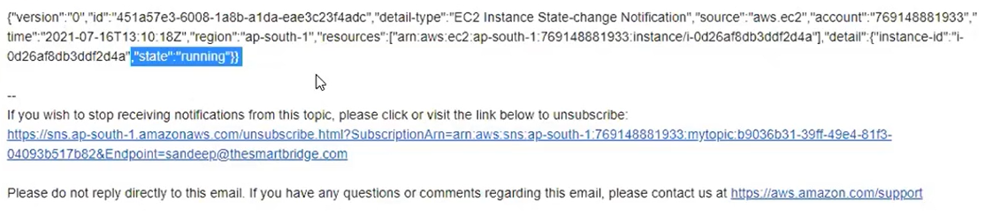 {"version":"0","id":"451a57e3-6008-1a8b-a1da-eae3c23f4adc","detail-type":"EC2 Instance State-change Notification","source":"aws.ec2","account":"769148881933","
time":"2021-07-16T13:10:18Z","region":"ap-south-1","resources":["arn:aws:ec2:ap-south-1:769148881933:instance/i-0d26af8db3ddf2d4a"],"detail":{"instance-id":"i-
0d26af8db3ddf2d4a","state":"running"}}
--
If you wish to stop receiving notifications from this topic, please click or visit the link below to unsubscribe:
https://sns.ap-south-1.amazonaws.com/unsubscribe.html?SubscriptionArn=arn:aws:sns:ap-south-1:769148881933:mytopic:b9036b31-39ff-49e4-81f3-
04093b517b82&Endpoint=sandeep@thesmartbridge.com
Please do not reply directly to this email. If you have any questions or comments regarding this email, please contact us at https://aws.amazon.com/support